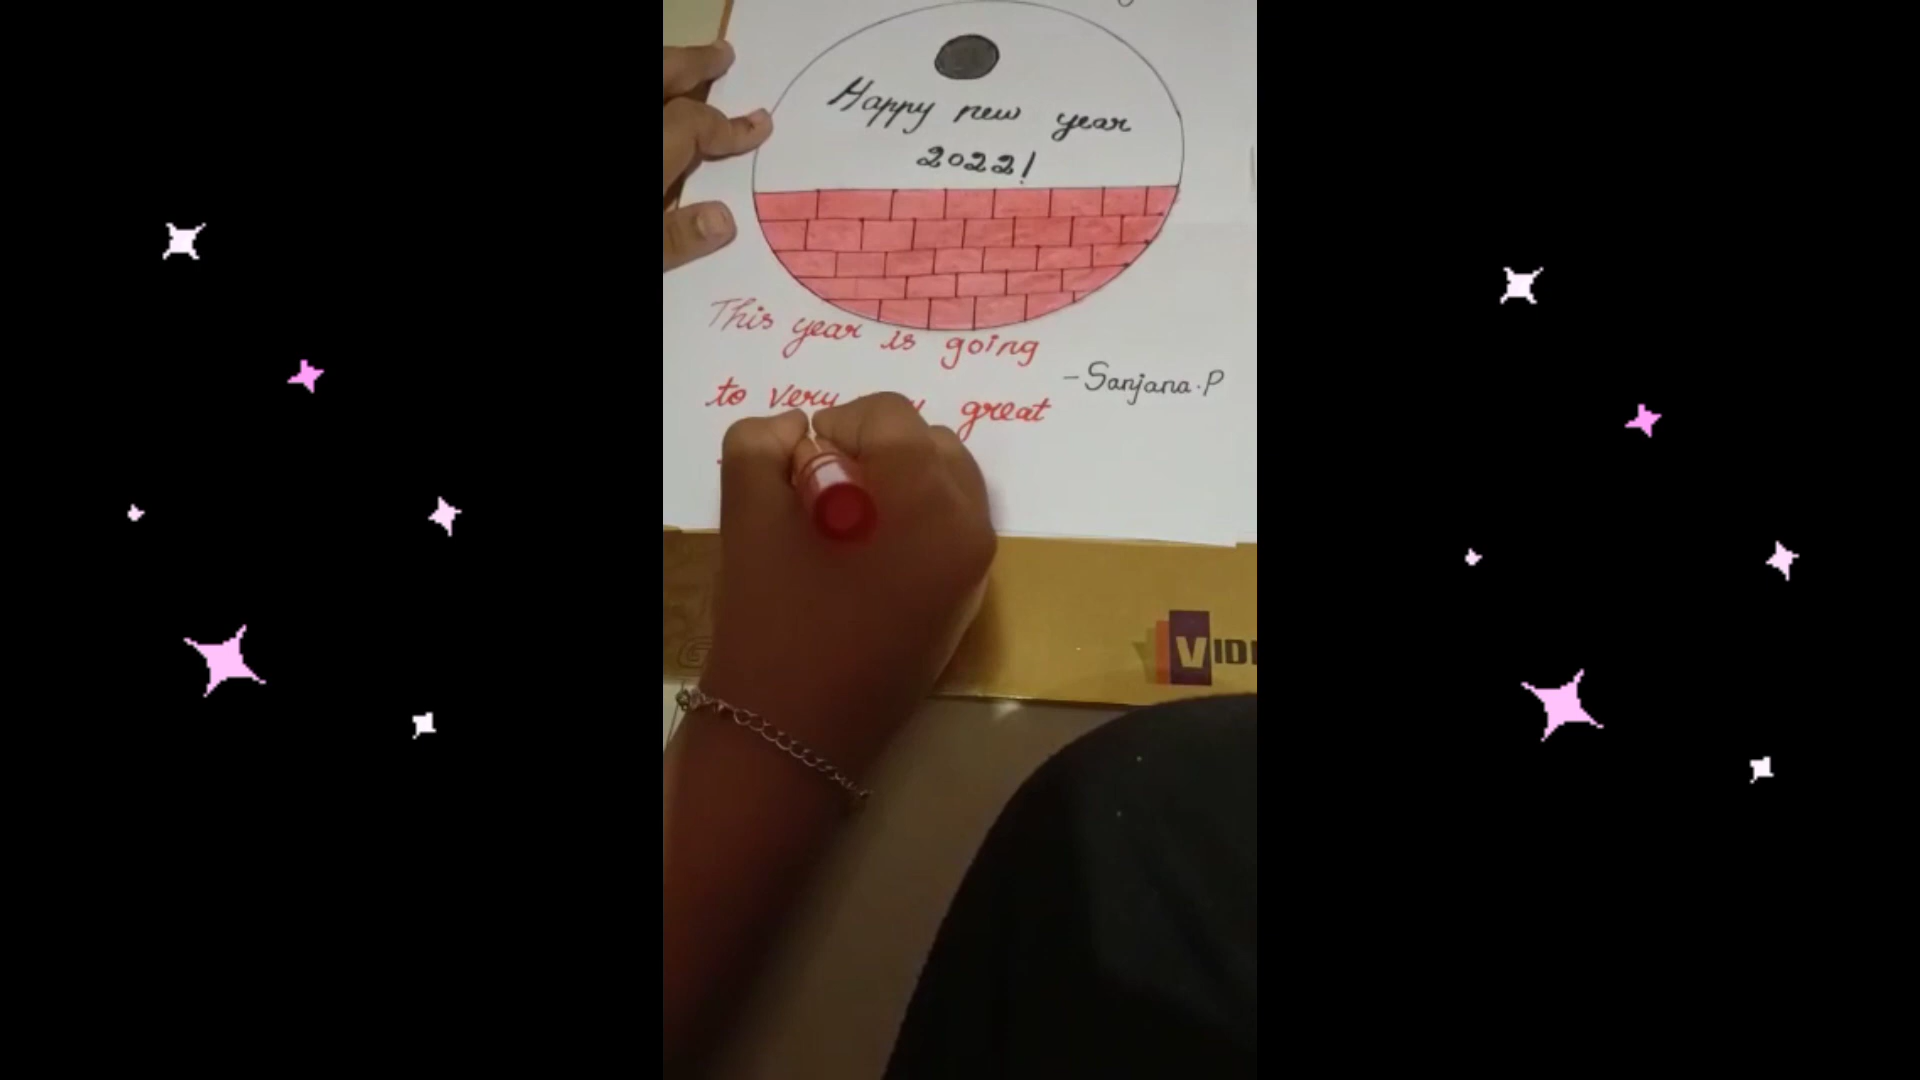 Happy new year
2022!
This year is going
to very great
-Sanjana.P
VID